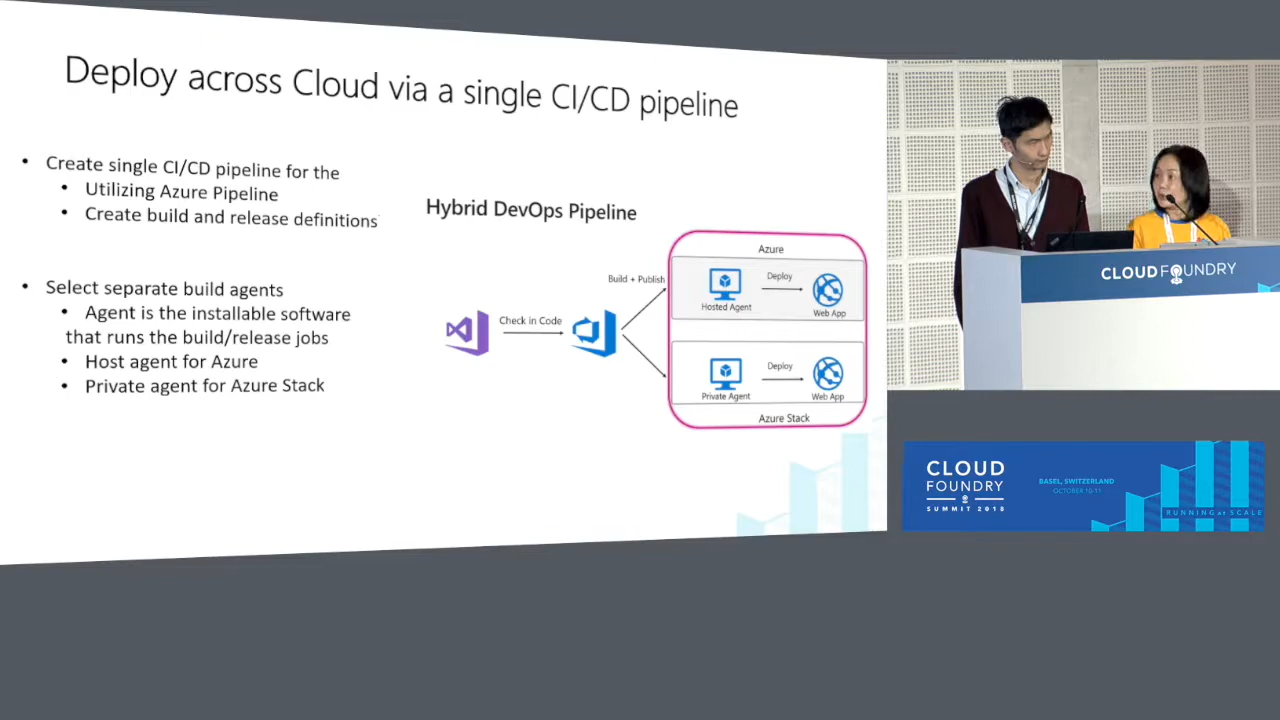 Deploy across Cloud via a single CI/CD pipeline
• Create single CI/CD pipeline for the
• Utilizing Azure Pipeline
• Create build and release definitions
• Select separate build agents
• Agent is the installable software
that runs the build/release jobs
• Host agent for Azure
• Private agent for Azure Stack
Hybrid DevOps Pipeline
Check in Code
Build + Publish
Azure
Hosted Agent
Deploy
Web App
Private Agent
Deploy
Web App
Azure Stack
CLOUD FOUNDRY
CLOUD
FOUNDRY
SUMMIT 2018
BASEL, SWITZERLAND
OCTOBER 10-11
RUNNING at SCALE